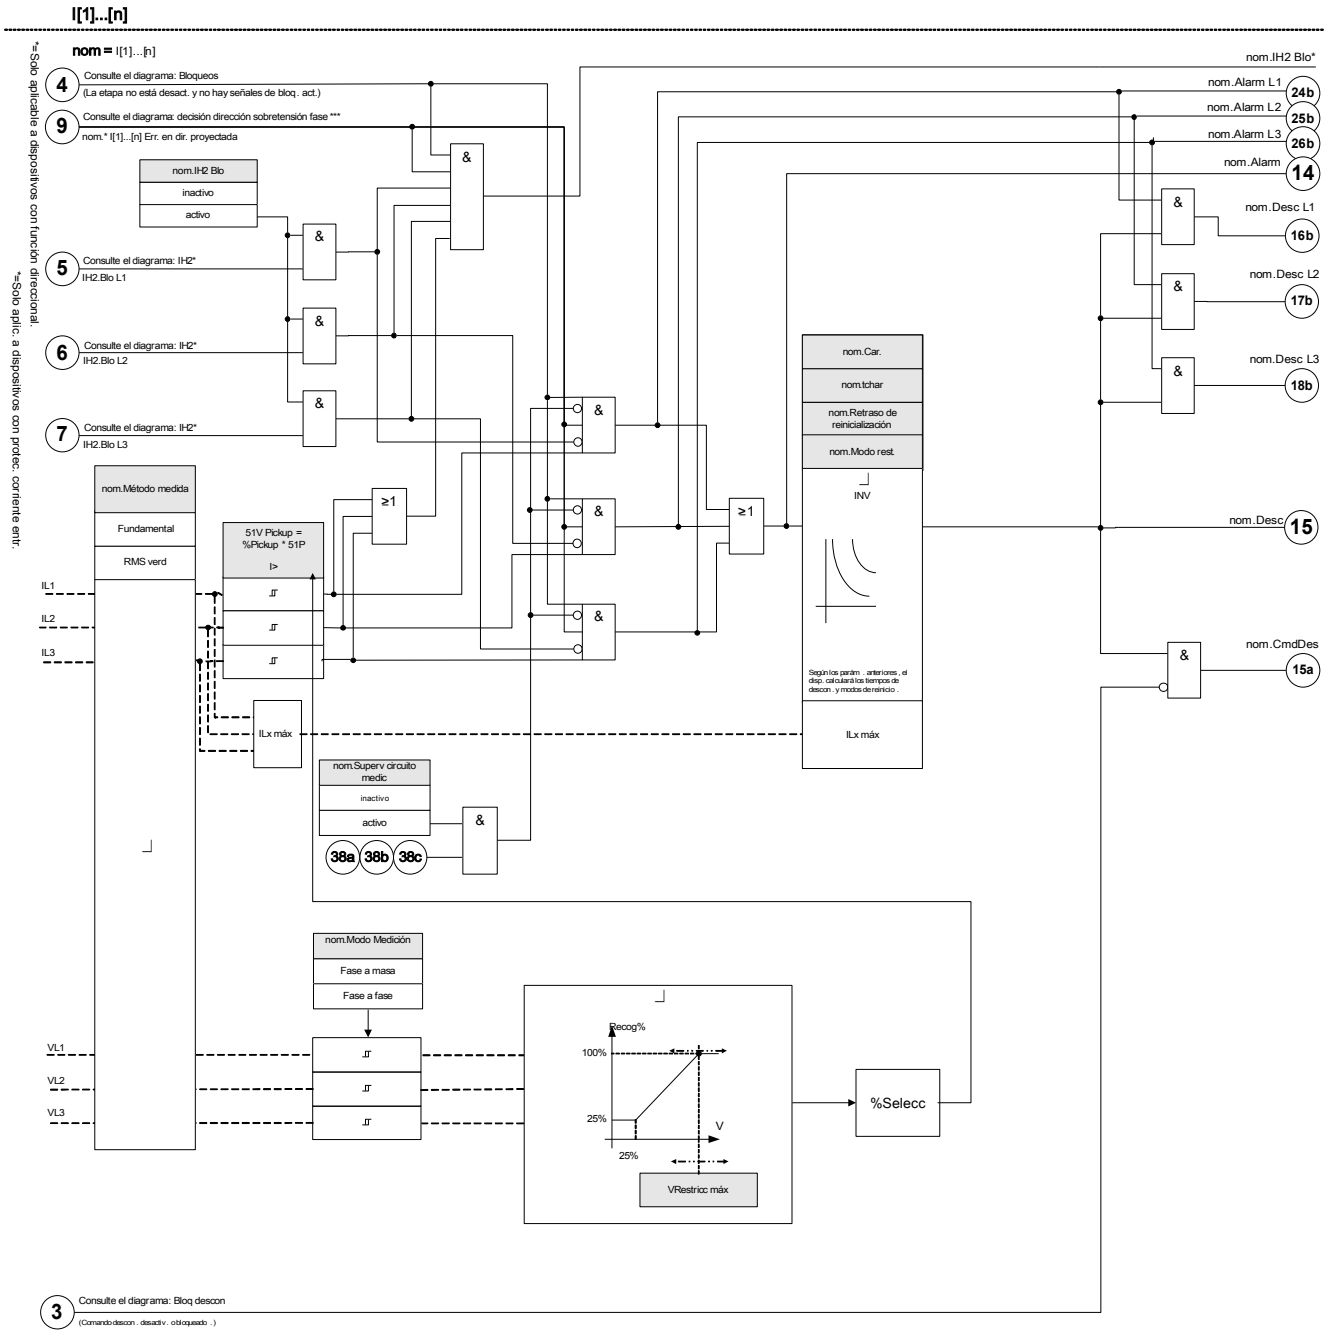 I[1]...[n]
nom = I[1]...[n]
*=Solo aplicable a dispositivos con función direccional.
*=Solo aplic. a dispositivos con protec. corriente entr.
4
Consulte el diagrama: Bloqueos
(La etapa no está desact. y no hay señales de bloq. act.)
9
Consulte el diagrama: decisión dirección sobretensión fase ***
nom.* I[1]...[n] Err. en dir. proyectada
nom.IH2 Blo
inactivo
activo
5
Consulte el diagrama: IH2*
IH2.Blo L1
6
Consulte el diagrama: IH2*
IH2.Blo L2
7
Consulte el diagrama: IH2*
IH2.Blo L3
&
&
&
&
nom.IH2 Blo*
nom.Alarm L1
24b
nom.Alarm L2
25b
nom.Alarm L3
26b
nom.Alarm
14
&
nom.Desc L1
16b
&
nom.Desc L2
17b
&
nom.Desc L3
18b
nom.Método medida
Fundamental
RMS verd
51V Pickup =
%Pickup * 51P
I>
≥1
&
&
&
≥1
nom.Car.
nom.tchar
nom.Retraso de
reinicialización
nom.Modo rest.
INV
Según los parám. anteriores, el
disp. calculará los tiempos de
descon. y modos de reinicio.
ILx máx
nom.Desc
15
nom.CmdDes
&
15a
IL1
IL2
IL3
ILx máx
nom.Superv circuito
medic
inactivo
activo
38a
38b
38c
&
nom.Modo Medición
Fase a masa
Fase a fase
VL1
VL2
VL3
Recog%
100%
25%
V
25%
VRestricc máx
%Selecc
3
Consulte el diagrama: Bloq descon
(Comando descon. desactiv. o bloqueado.)